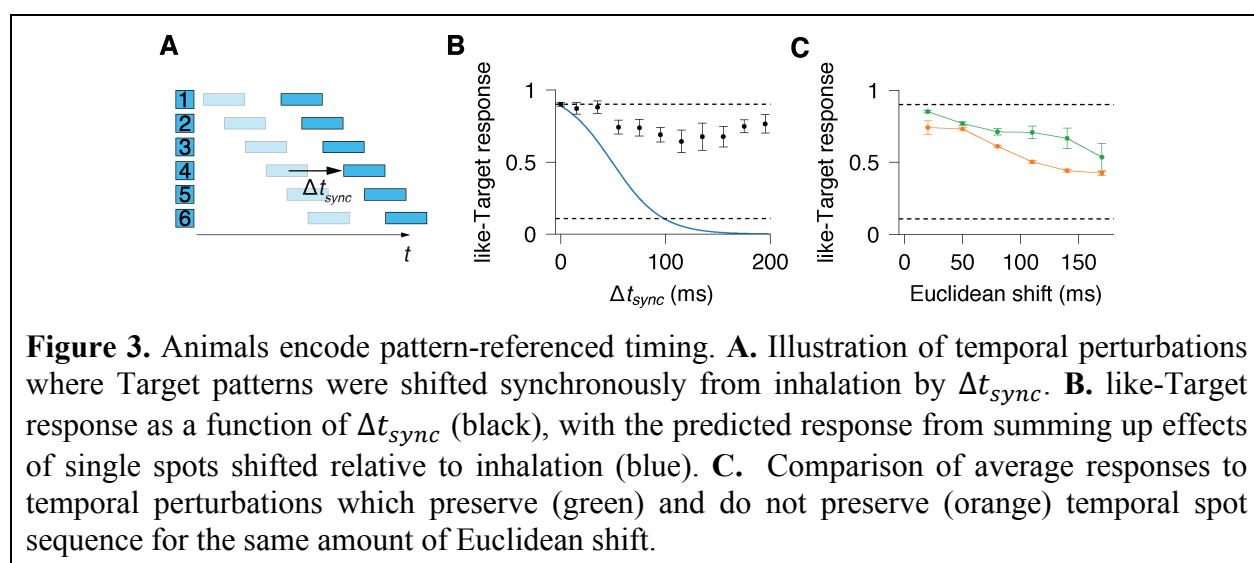 A
1
2
3
4
5
6
Δt_sync
t
B
like-Target response
1
0.5
0
0 100 200
Δt_sync (ms)
C
like-Target response
1
0.5
0
0 50 100 150
Euclidean shift (ms)
Figure 3. Animals encode pattern-referenced timing. A. Illustration of temporal perturbations
where Target patterns were shifted synchronously from inhalation by Δt_sync. B. like-Target
response as a function of Δt_sync (black), with the predicted response from summing up effects
of single spots shifted relative to inhalation (blue). C. Comparison of average responses to
temporal perturbations which preserve (green) and do not preserve (orange) temporal spot
sequence for the same amount of Euclidean shift.